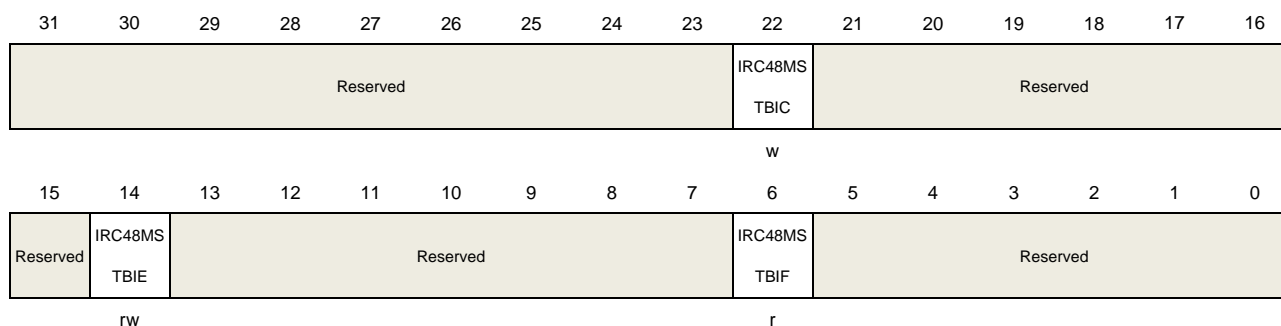 31 30 29 28 27 26 25 24 23 22 21 20 19 18 17 16
Reserved IRC48MS TBIC Reserved
w
15 14 13 12 11 10 9 8 7 6 5 4 3 2 1 0
Reserved IRC48MS TBIE Reserved IRC48MS TBIF Reserved
rw r